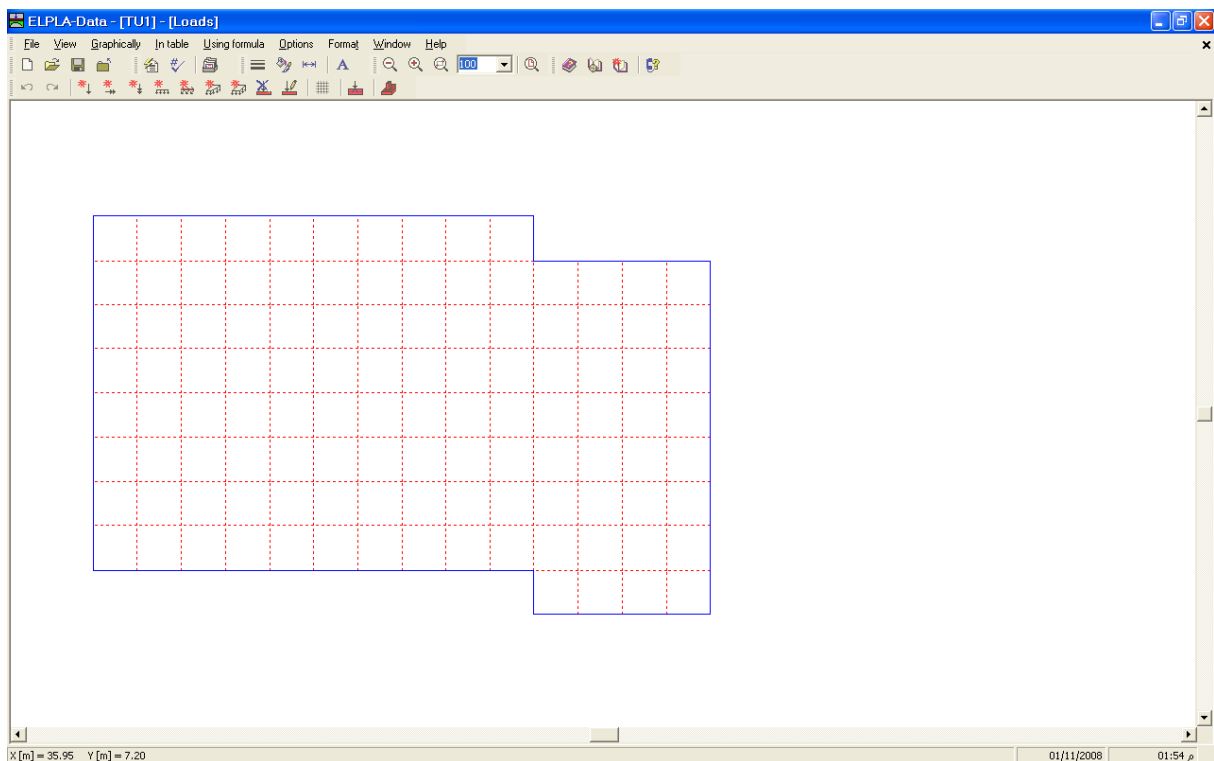 ELPLA-Data - [TU1] - [Loads]
File View Graphically In table Using formula Options Format Window Help
A 100
X [m] = 35.95 Y [m] = 7.20 01/11/2008 01:54 م